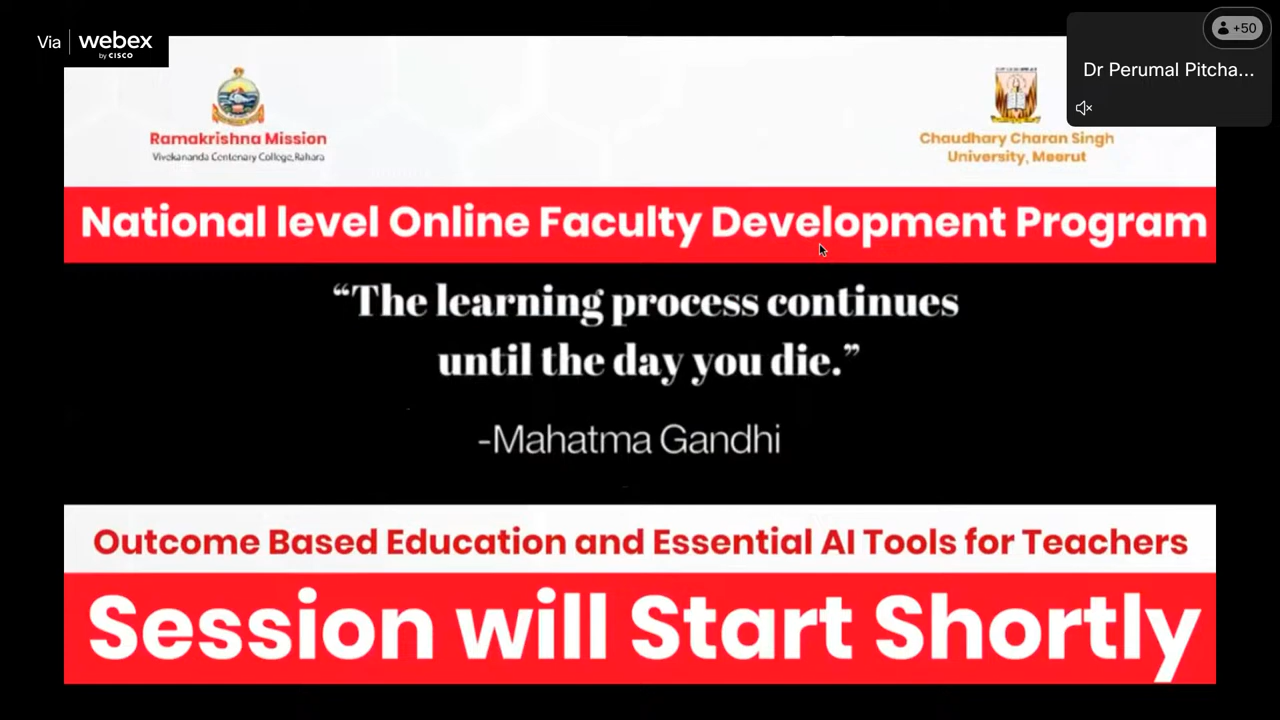 Via webex
by CISCO
+50
Dr Perumal Pitcha...
Ramakrishna Mission
Vivekananda Centenary College,Rahara
Chaudhary Charan Singh
University, Meerut
National level Online Faculty Development Program
“The learning process continues
until the day you die.”
-Mahatma Gandhi
Outcome Based Education and Essential AI Tools for Teachers
Session will Start Shortly